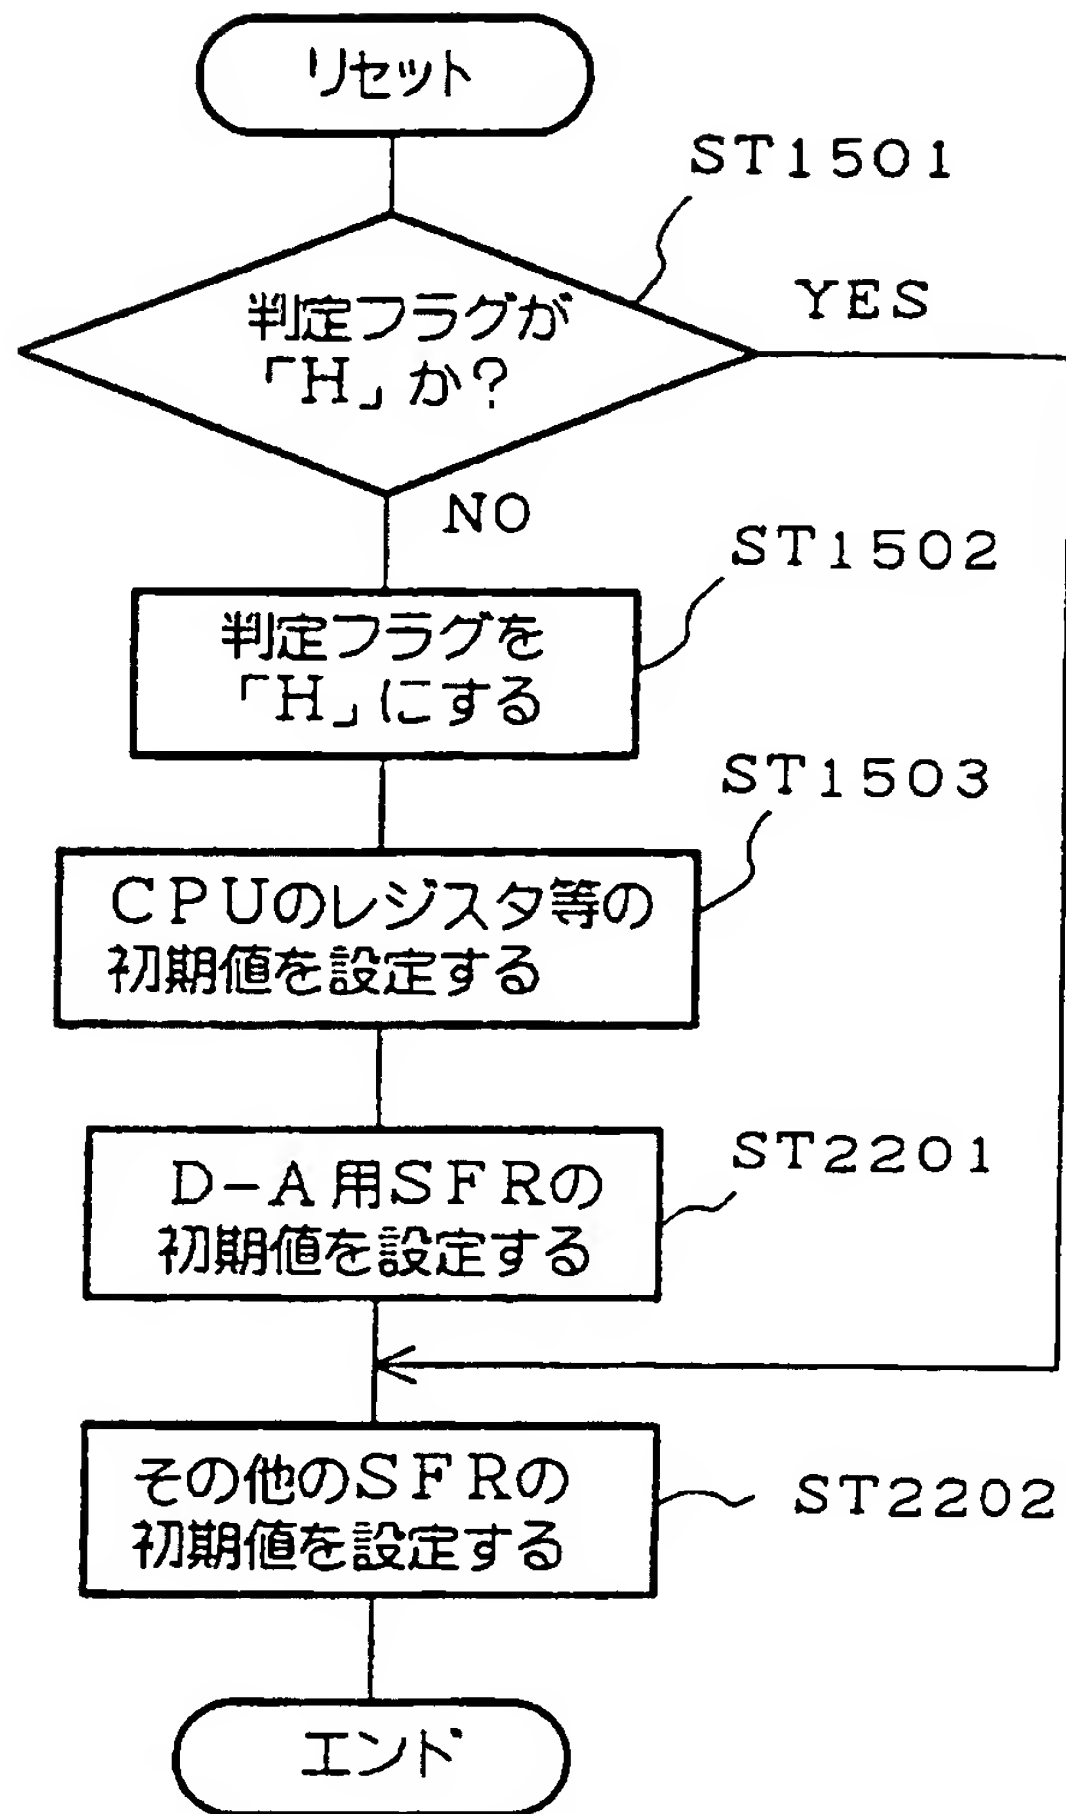 リセット
ST1501
判定フラグが
「H」か?
YES
NO
ST1502
判定フラグを
「H」にする
ST1503
CPUのレジスタ等の
初期値を設定する
ST2201
D-A用SFRの
初期値を設定する
その他のSFRの
初期値を設定する
ST2202
エンド